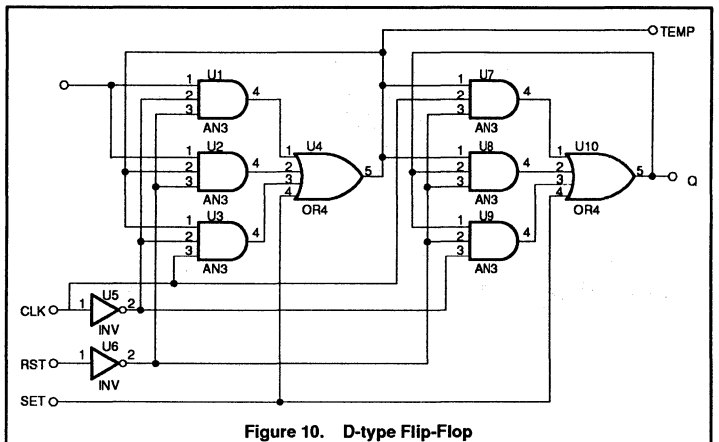 TEMP
U1
1
2
3
4
AN3
U2
1
2
3
4
AN3
U3
1
2
3
4
AN3
U4
1
2
3
4
5
OR4
U7
1
2
3
4
AN3
U8
1
2
3
4
AN3
U9
1
2
3
4
AN3
U10
1
2
3
4
5
OR4
Q
CLK
1
U5
2
INV
RST
1
U6
2
INV
SET
Figure 10. D-type Flip-Flop